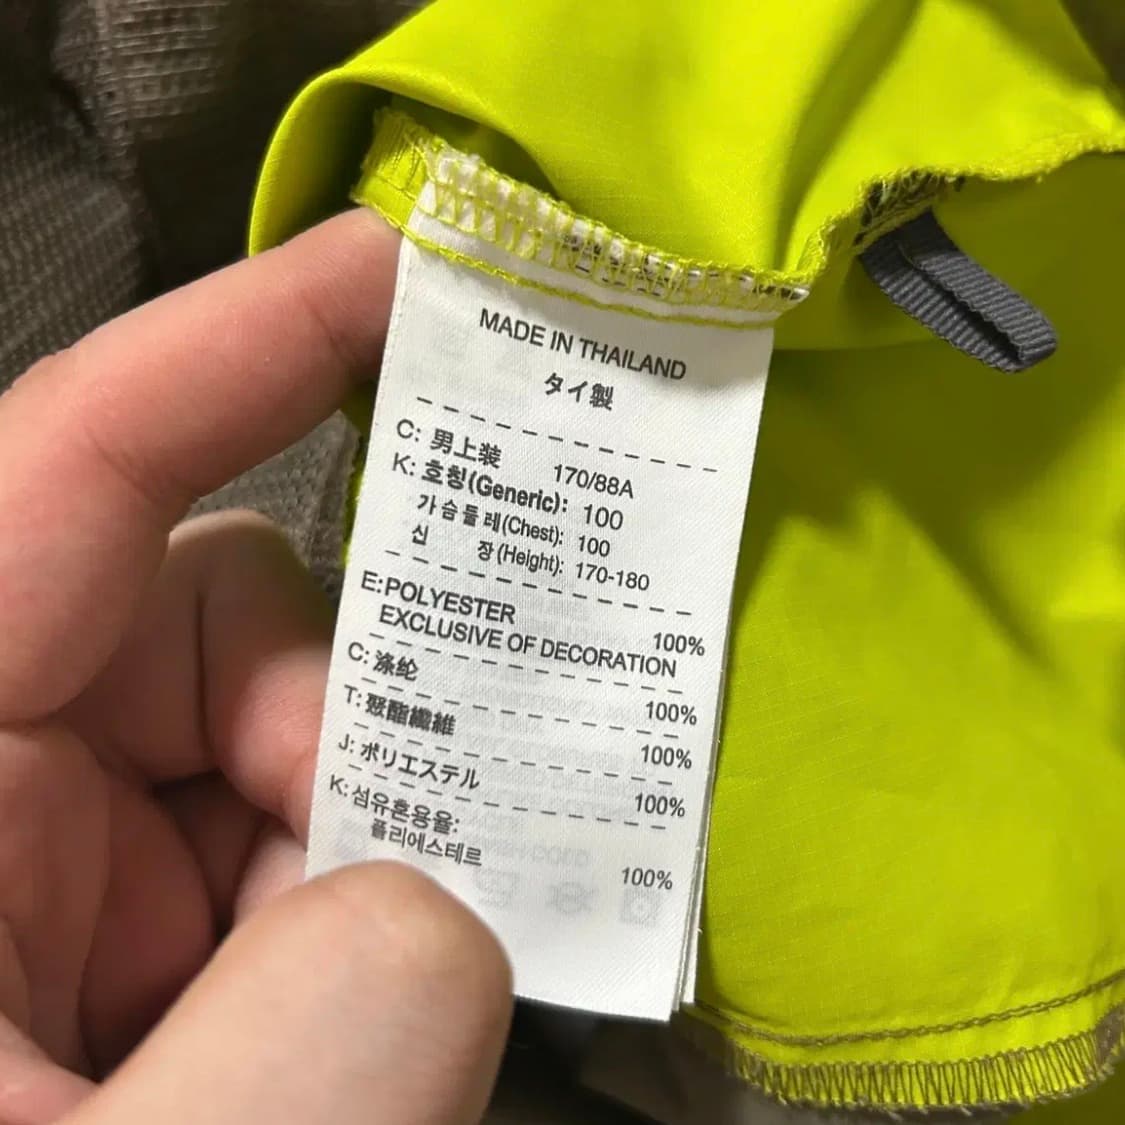 MADE IN THAILAND
タイ製
C: 男上装 170/88A
K: 호칭(Generic): 100
가슴둘레(Chest): 100
신 장(Height): 170-180
E:POLYESTER 100%
EXCLUSIVE OF DECORATION
C: 涤纶 100%
T: 聚酯纖維 100%
J: ポリエステル 100%
K:섬유혼용율:
폴리에스테르 100%